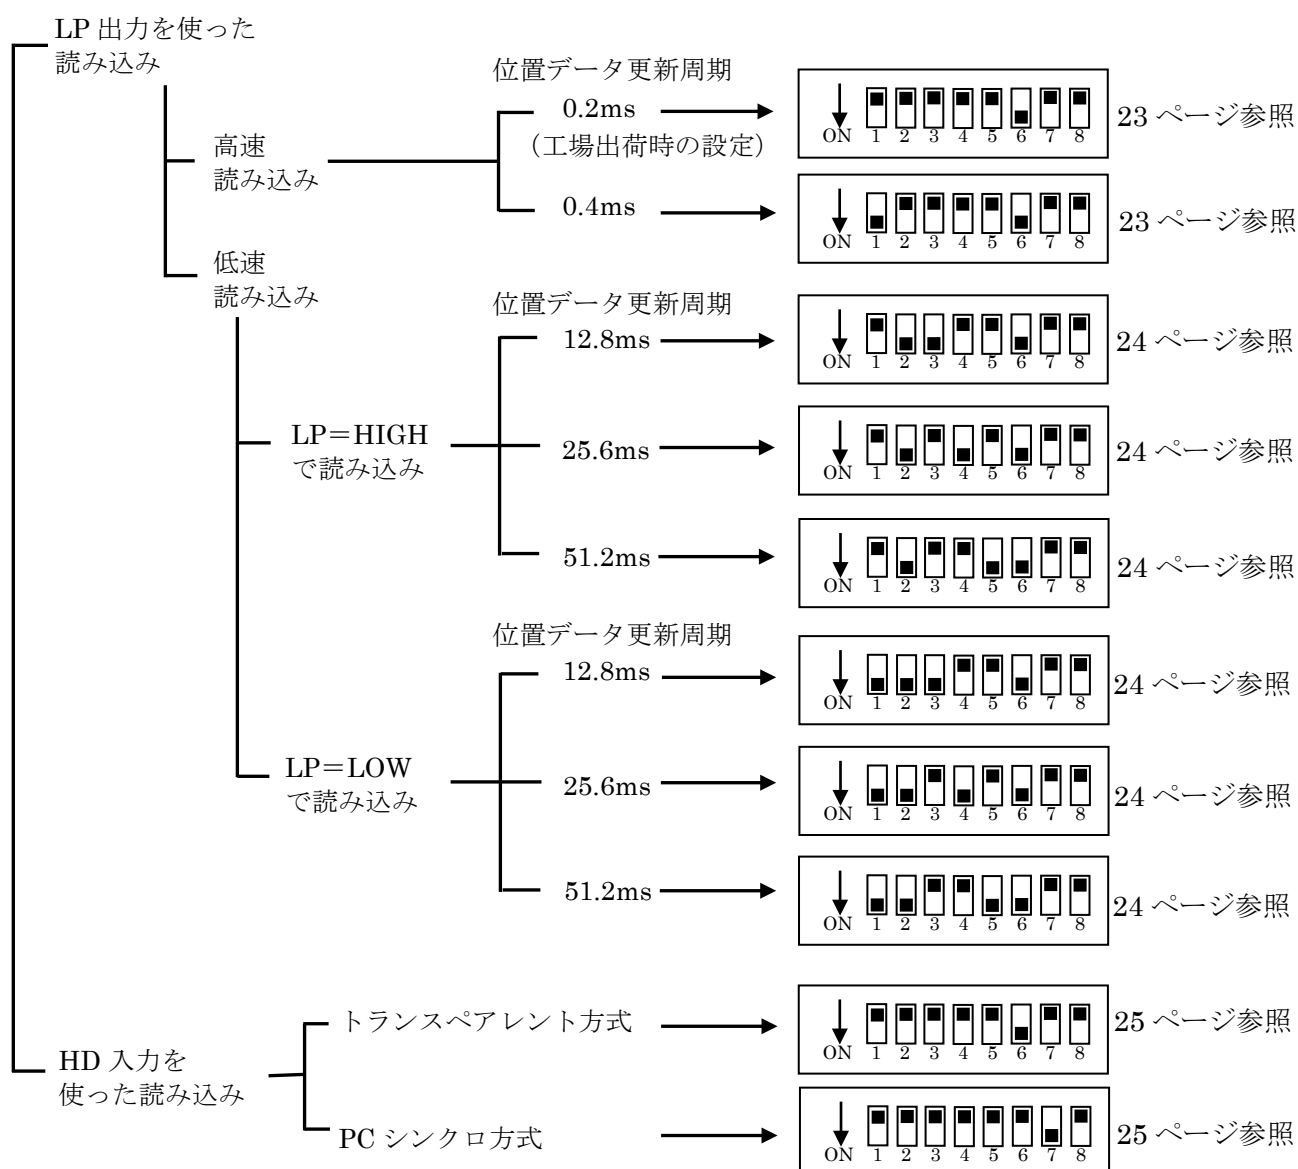 LP 出力を使った
読み込み
位置データ更新周期
高速
読み込み
0.2ms
（工場出荷時の設定）
ON 1 2 3 4 5 6 7 8
23 ページ参照
0.4ms
ON 1 2 3 4 5 6 7 8
23 ページ参照
低速
読み込み
位置データ更新周期
LP＝HIGH
で読み込み
12.8ms
ON 1 2 3 4 5 6 7 8
24 ページ参照
25.6ms
ON 1 2 3 4 5 6 7 8
24 ページ参照
51.2ms
ON 1 2 3 4 5 6 7 8
24 ページ参照
位置データ更新周期
LP＝LOW
で読み込み
12.8ms
ON 1 2 3 4 5 6 7 8
24 ページ参照
25.6ms
ON 1 2 3 4 5 6 7 8
24 ページ参照
51.2ms
ON 1 2 3 4 5 6 7 8
24 ページ参照
HD 入力を
使った読み込み
トランスペアレント方式
ON 1 2 3 4 5 6 7 8
25 ページ参照
PC シンクロ方式
ON 1 2 3 4 5 6 7 8
25 ページ参照